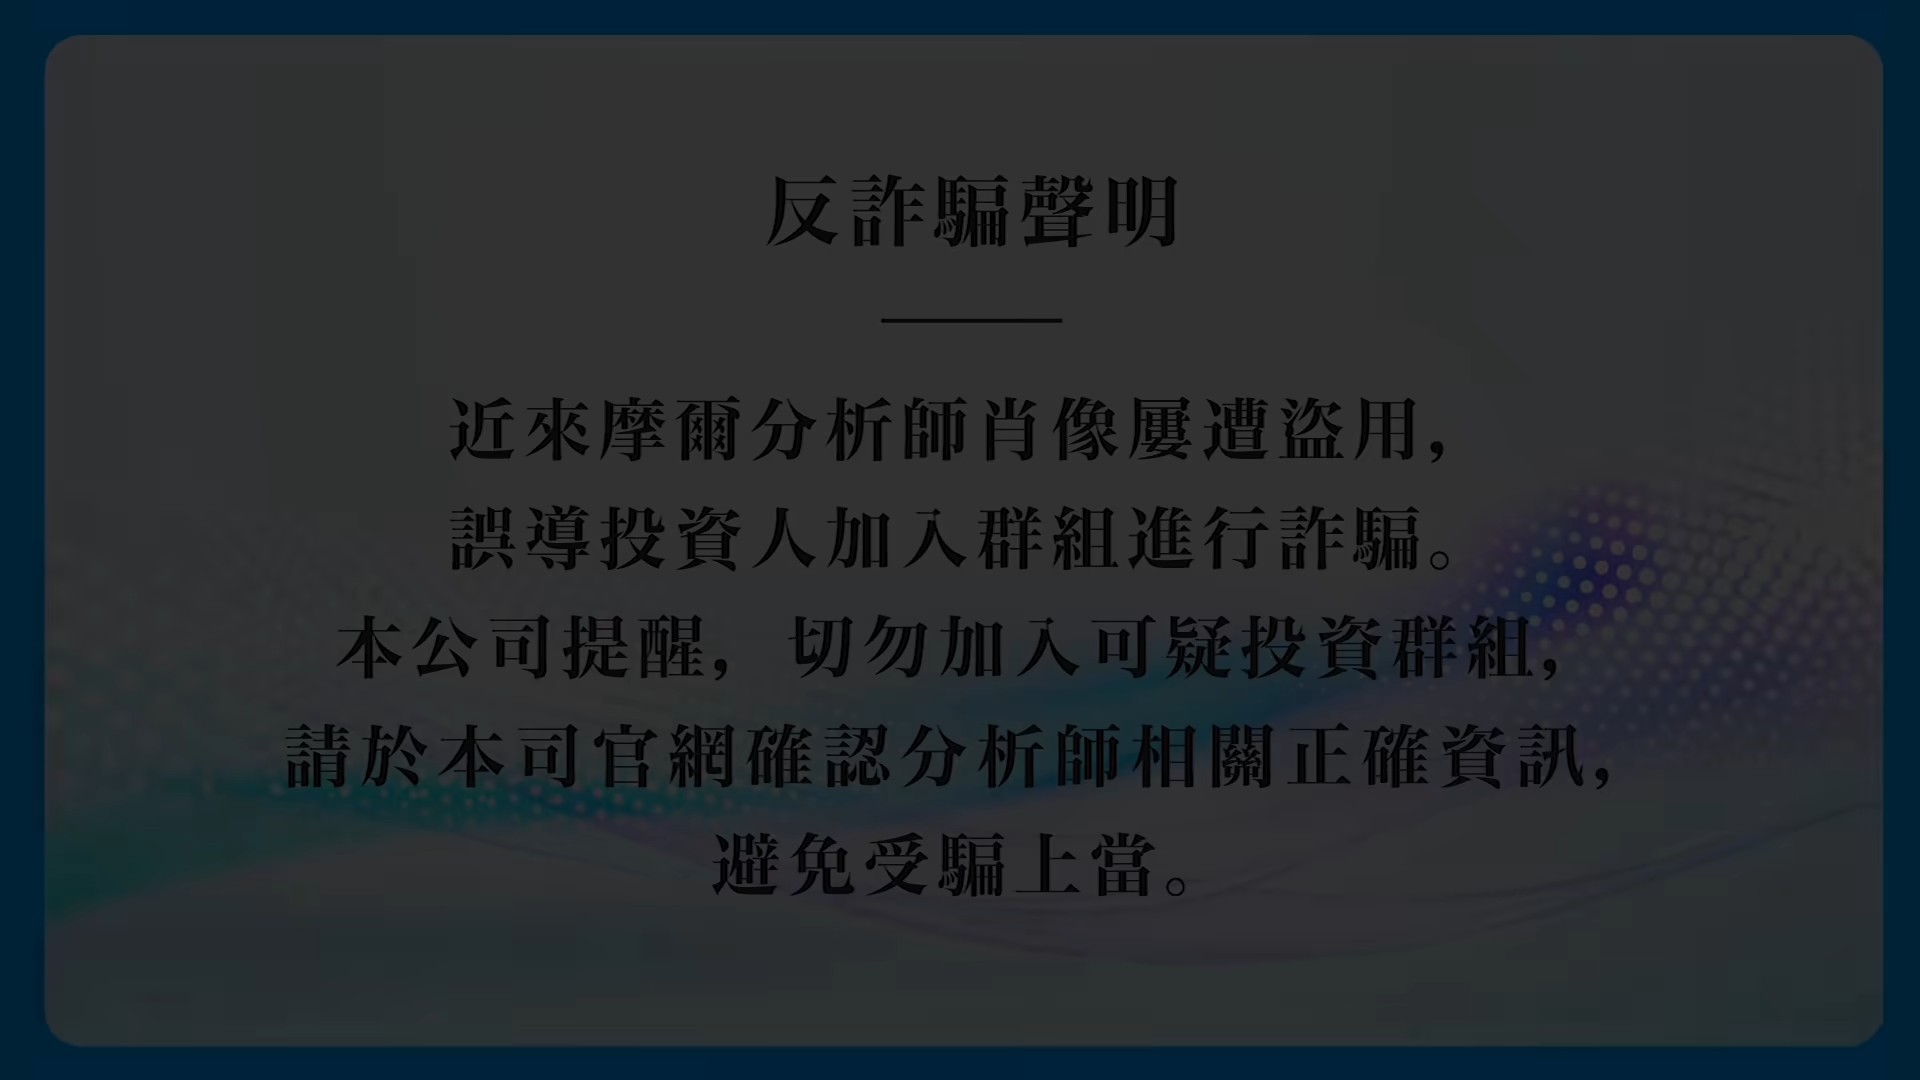 反詐騙聲明
近來摩爾分析師肖像屢遭盜用，
誤導投資人加入群組進行詐騙。
本公司提醒，切勿加入可疑投資群組，
請於本司官網確認分析師相關正確資訊，
避免受騙上當。